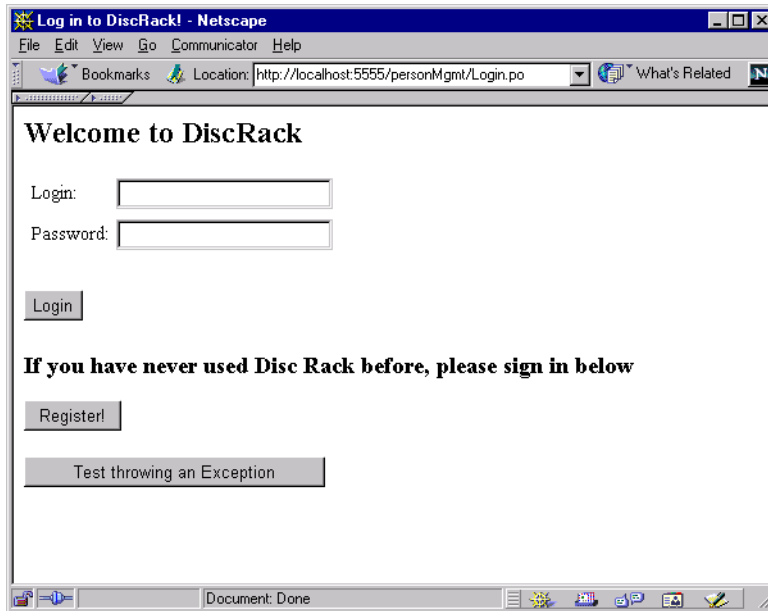 Log in to DiscRack! - Netscape
File Edit View Go Communicator Help
Bookmarks Location: http://localhost:5555/personMgmt/Login.po What's Related N
Welcome to DiscRack
Login:
Password:
Login
If you have never used Disc Rack before, please sign in below
Register!
Test throwing an Exception
Document: Done